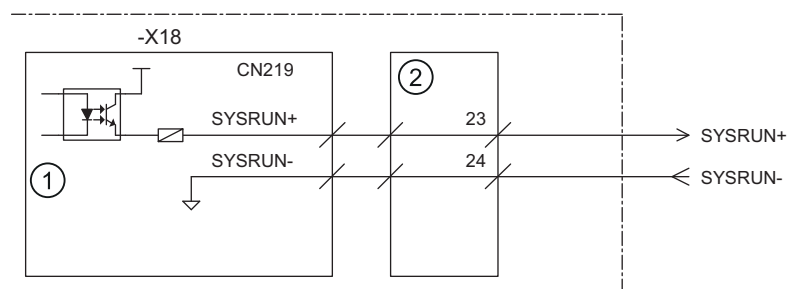 -X18
CN219
2
SYSRUN+
23
SYSRUN+
SYSRUN-
24
SYSRUN-
1